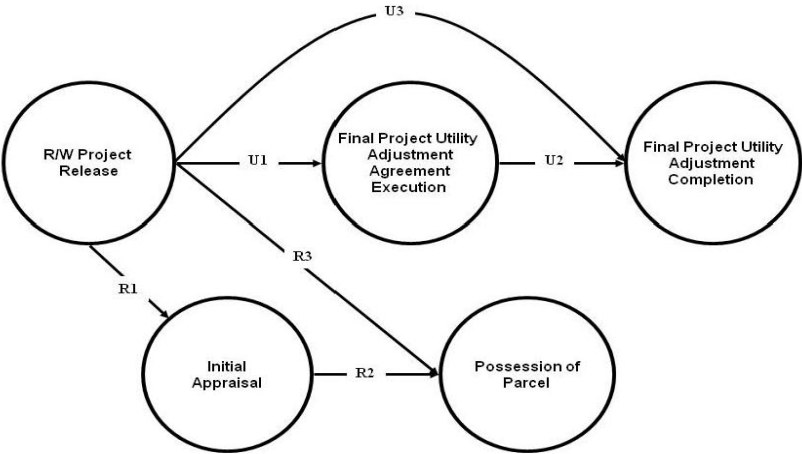 U3
R/W Project
Release
U1
Final Project Utility
Adjustment
Agreement
Execution
U2
Final Project Utility
Adjustment
Completion
R3
R1
Initial
Appraisal
R2
Possession of
Parcel